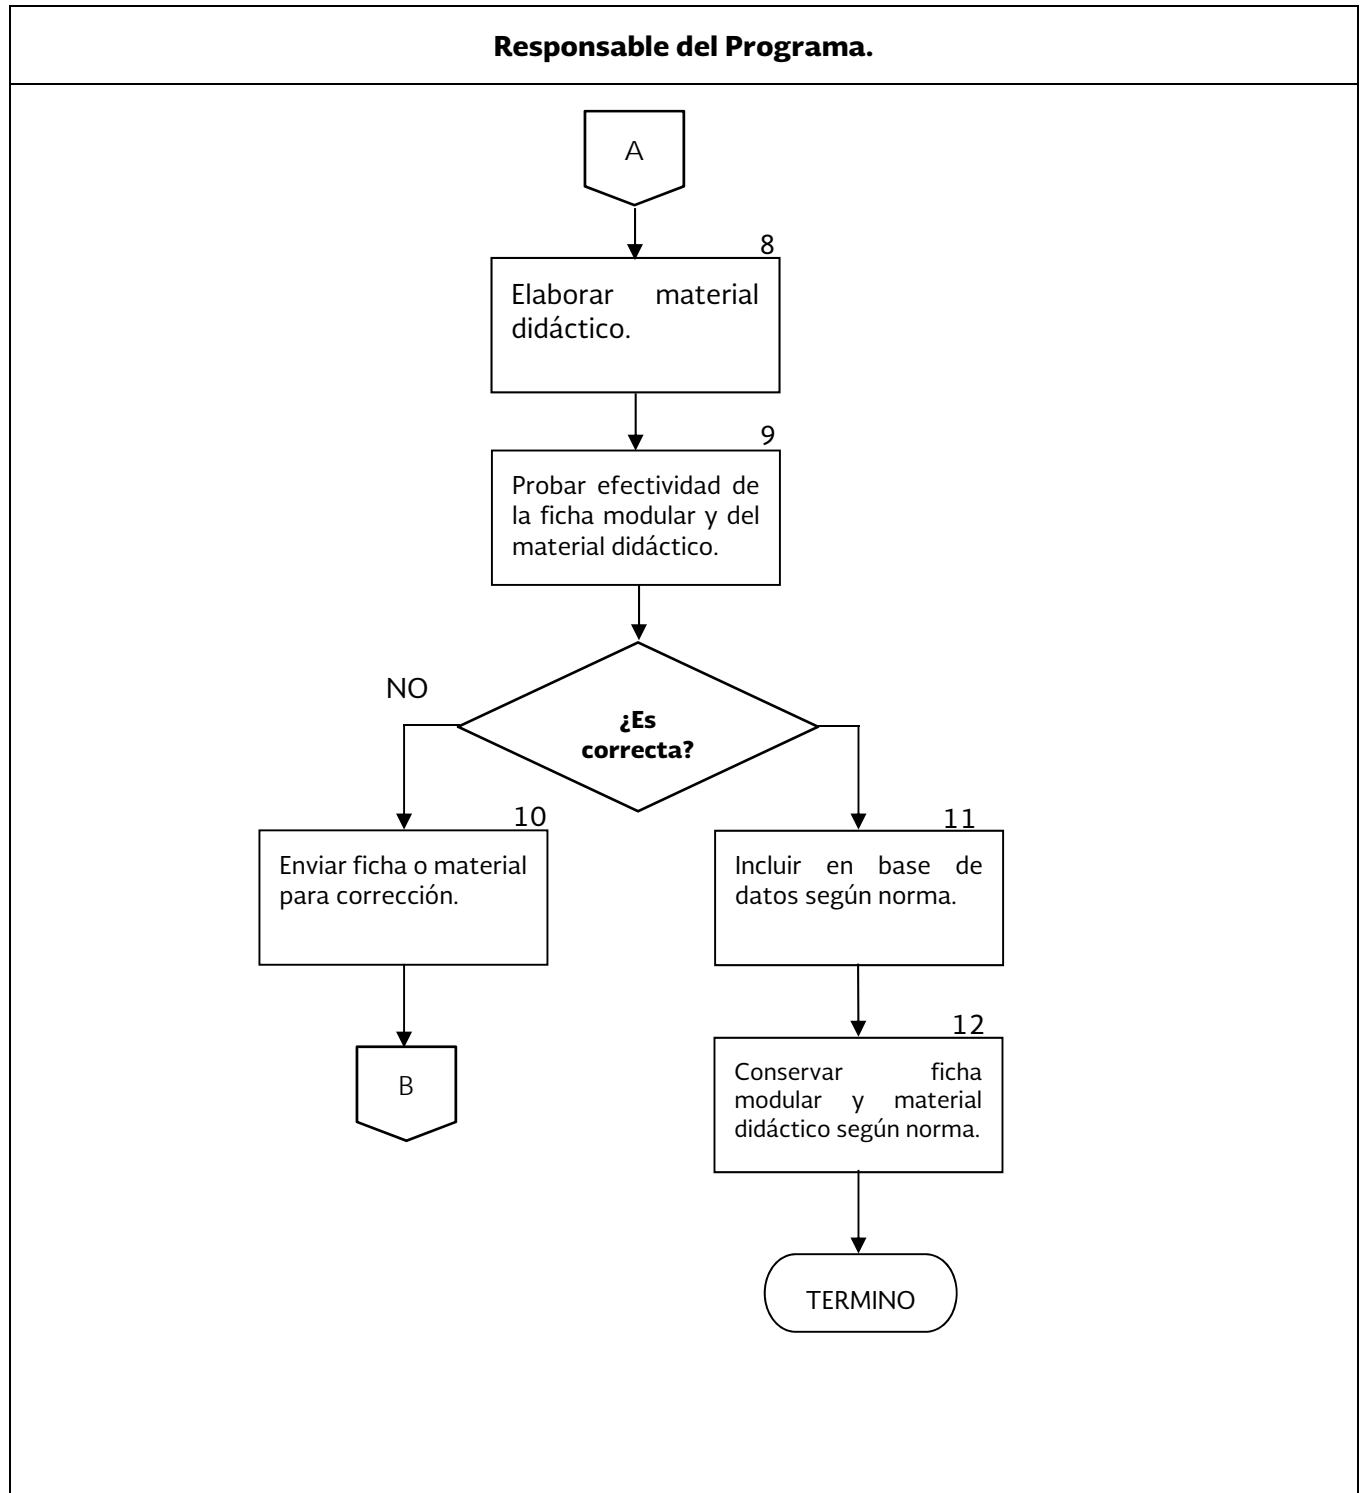 Responsable del Programa.
A
8
Elaborar material
didáctico.
9
Probar efectividad de
la ficha modular y del
material didáctico.
NO
¿Es
correcta?
10
Enviar ficha o material
para corrección.
11
Incluir en base de
datos según norma.
12
Conservar ficha
modular y material
didáctico según norma.
B
TERMINO